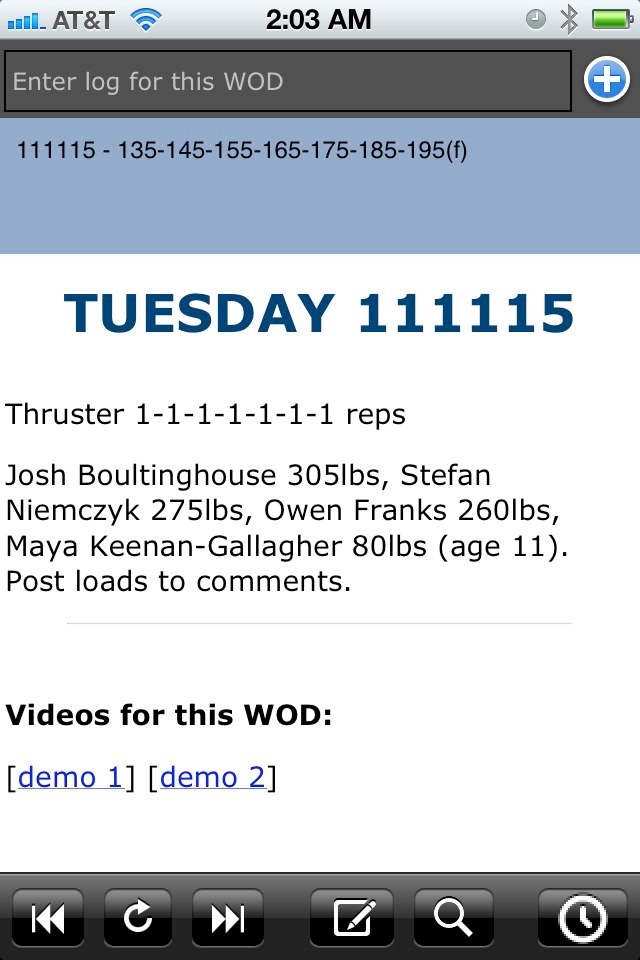 AT&T 2:03 AM
Enter log for this WOD
111115 - 135-145-155-165-175-185-195(f)
TUESDAY 111115
Thruster 1-1-1-1-1-1-1 reps
Josh Boultinghouse 305lbs, Stefan
Niemczyk 275lbs, Owen Franks 260lbs,
Maya Keenan-Gallagher 80lbs (age 11).
Post loads to comments.
Videos for this WOD:
[demo 1] [demo 2]